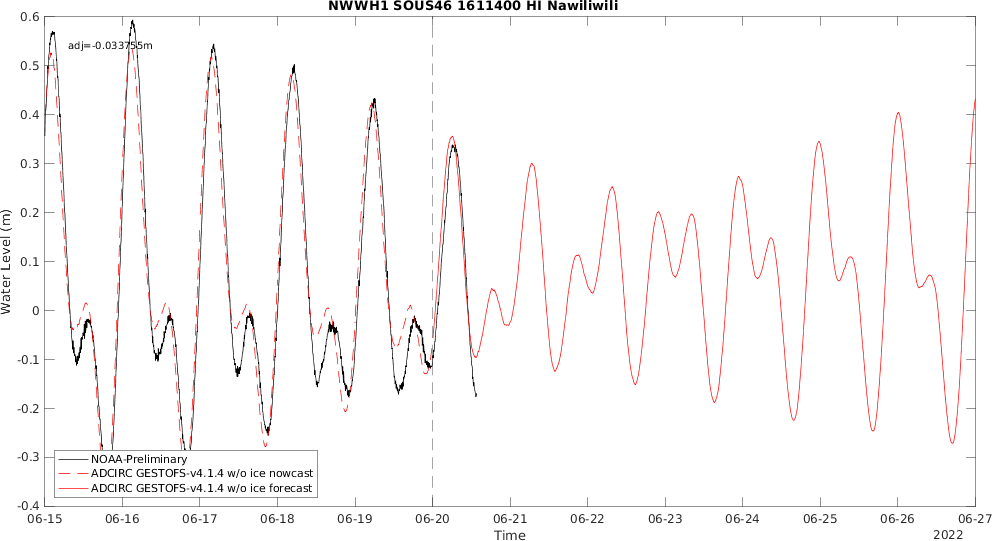 NWWH1 SOUS46 1611400 HI Nawiliwili
adj=-0.033755m
0.6
0.5
0.4
0.3
0.2
0.1
0
-0.1
-0.2
-0.3
-0.4
Water Level (m)
NOAA-Preliminary
ADCIRC GESTOFS-v4.1.4 w/o ice nowcast
ADCIRC GESTOFS-v4.1.4 w/o ice forecast
06-15 06-16 06-17 06-18 06-19 06-20 06-21 06-22 06-23 06-24 06-25 06-26 06-27
Time
2022